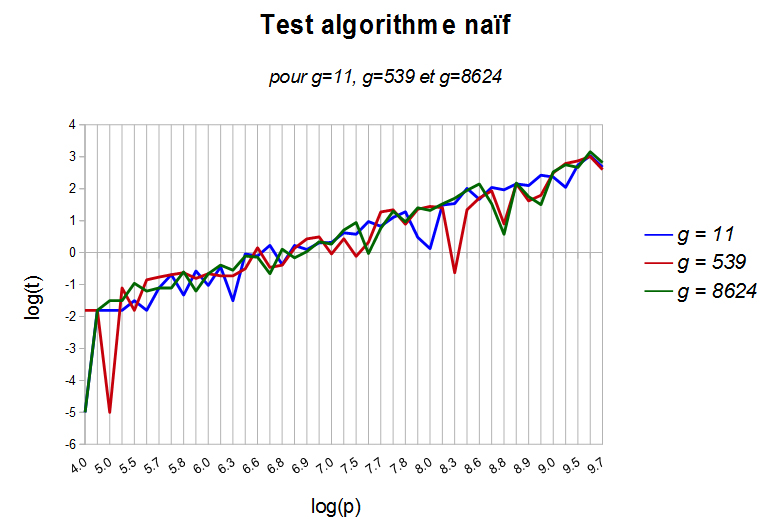 Test algorithme naïf
pour g=11, g=539 et g=8624
4
3
2
1
0
-1
-2
-3
-4
-5
-6
log(t)
4.0 5.0 5.5 5.7 5.8 6.0 6.3 6.6 6.8 6.9 7.0 7.5 7.7 7.8 8.0 8.3 8.6 8.8 8.9 9.0 9.5 9.7
log(p)
g = 11
g = 539
g = 8624